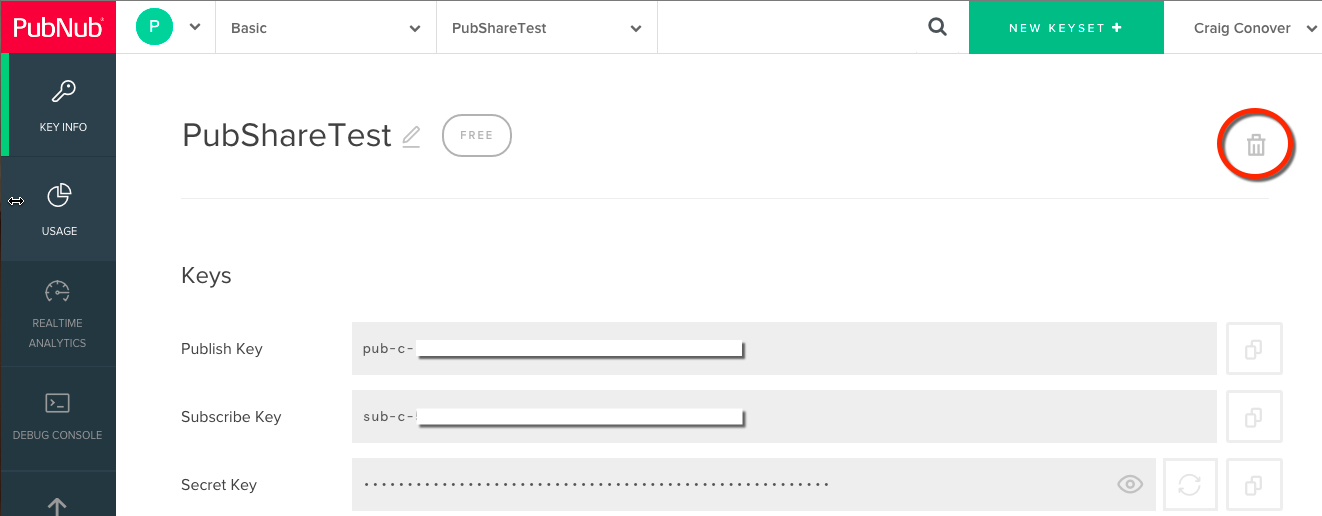 PubNub
P
Basic
PubShareTest
NEW KEYSET +
Craig Conover
KEY INFO
USAGE
REALTIME
ANALYTICS
DEBUG CONSOLE
PubShareTest
FREE
Keys
Publish Key
pub-c-
Subscribe Key
sub-c-
Secret Key